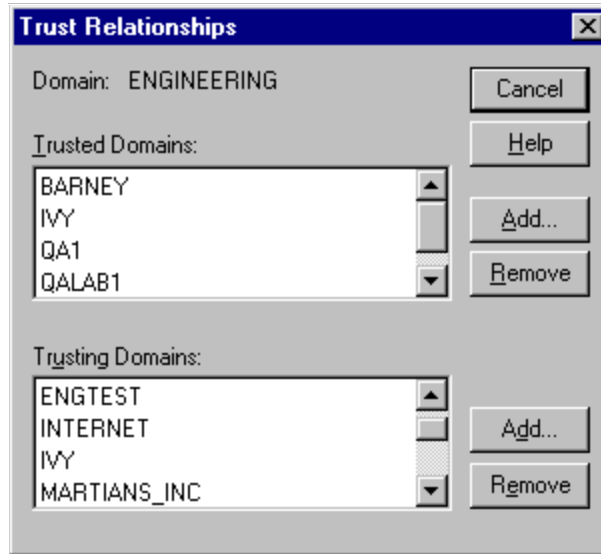 Trust Relationships
Domain: ENGINEERING
Cancel
Help
Trusted Domains:
BARNEY
IVY
QA1
QALAB1
Add...
Remove
Trusting Domains:
ENGTEST
INTERNET
IVY
MARTIANS_INC
Add...
Remove